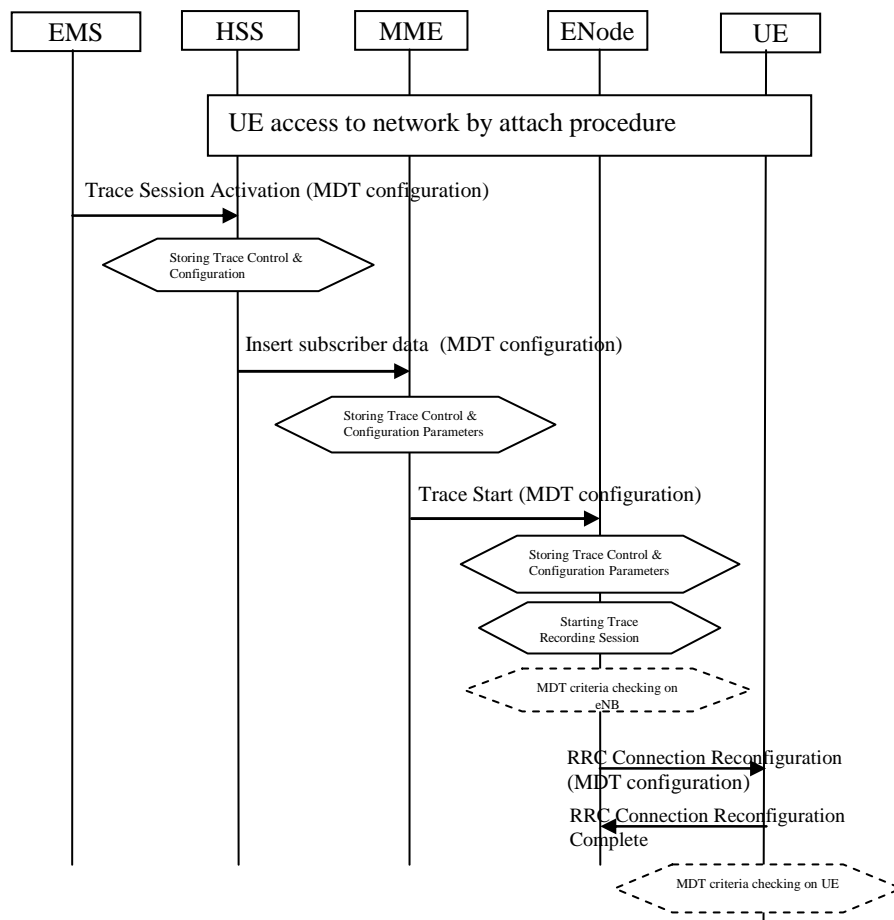 EMS HSS MME ENode UE
UE access to network by attach procedure
Trace Session Activation (MDT configuration)
Storing Trace Control &
Configuration
Insert subscriber data (MDT configuration)
Storing Trace Control &
Configuration Parameters
Trace Start (MDT configuration)
Storing Trace Control &
Configuration Parameters
Starting Trace
Recording Session
MDT criteria checking on
eNB
RRC Connection Reconfiguration
(MDT configuration)
RRC Connection Reconfiguration
Complete
MDT criteria checking on UE